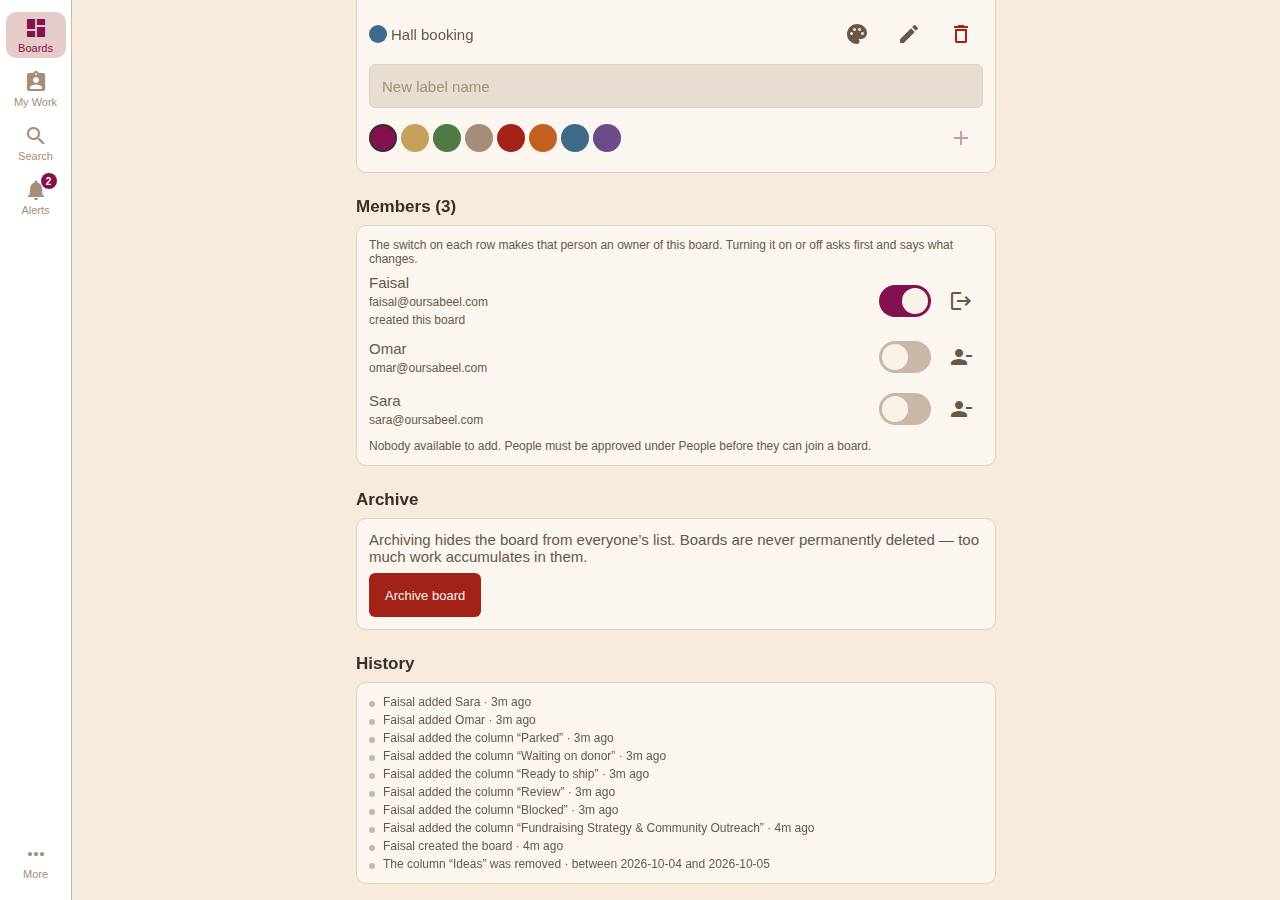 Boards
My Work
Search
2
Alerts
More
Hall booking
New label name
Members (3)
The switch on each row makes that person an owner of this board. Turning it on or off asks first and says what
changes.
Faisal
faisal@oursabeel.com
created this board
Omar
omar@oursabeel.com
Sara
sara@oursabeel.com
Nobody available to add. People must be approved under People before they can join a board.
Archive
Archiving hides the board from everyone’s list. Boards are never permanently deleted — too
much work accumulates in them.
Archive board
History
Faisal added Sara · 3m ago
Faisal added Omar · 3m ago
Faisal added the column “Parked” · 3m ago
Faisal added the column “Waiting on donor” · 3m ago
Faisal added the column “Ready to ship” · 3m ago
Faisal added the column “Review” · 3m ago
Faisal added the column “Blocked” · 3m ago
Faisal added the column “Fundraising Strategy & Community Outreach” · 4m ago
Faisal created the board · 4m ago
The column “Ideas” was removed · between 2026-10-04 and 2026-10-05